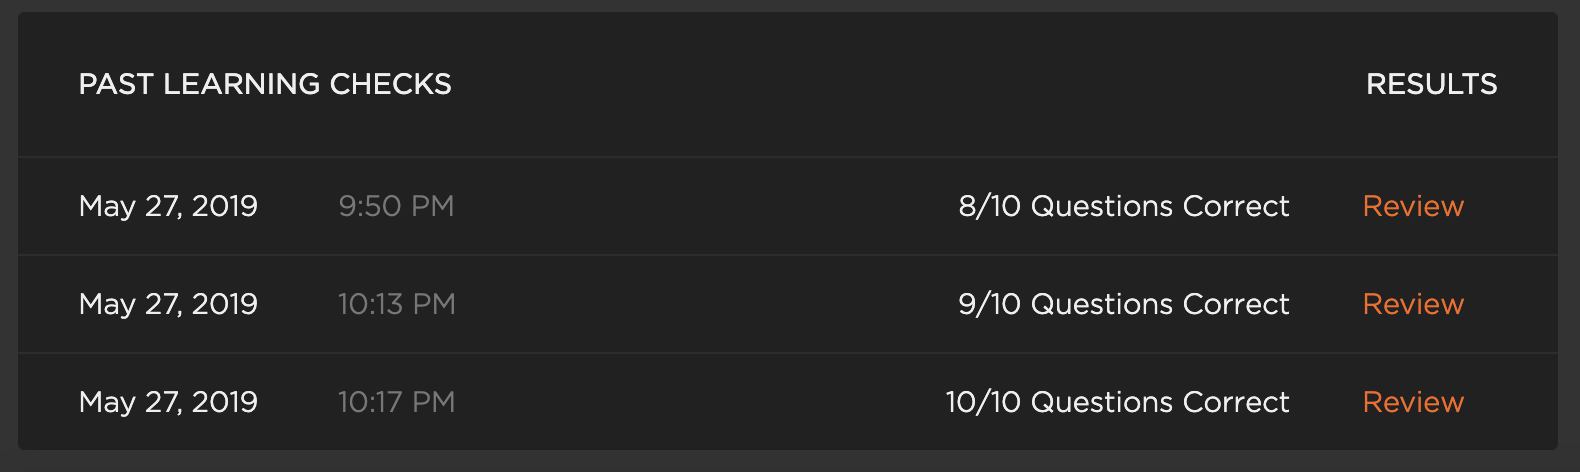 PAST LEARNING CHECKS RESULTS
May 27, 2019 9:50 PM 8/10 Questions Correct Review
May 27, 2019 10:13 PM 9/10 Questions Correct Review
May 27, 2019 10:17 PM 10/10 Questions Correct Review